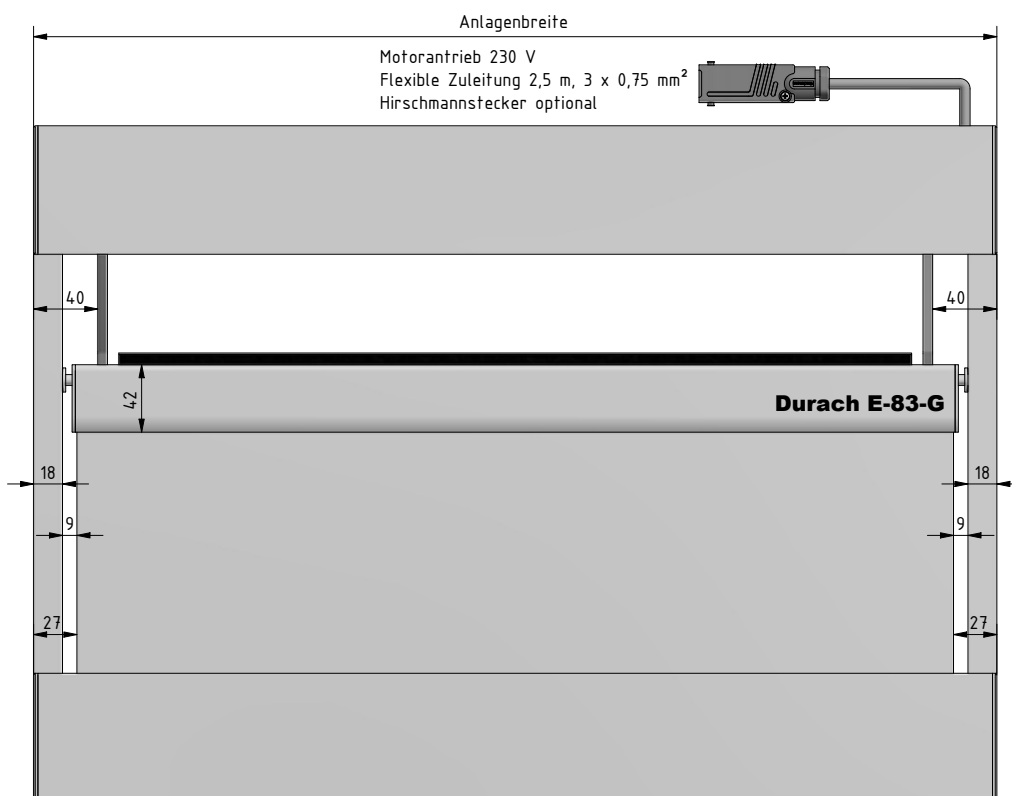 Anlagenbreite
Motorantrieb 230 V
Flexible Zuleitung 2,5 m, 3 x 0,75 mm²
Hirschmannstecker optional
40
40
42
Durach E-83-G
18
18
9
9
27
27